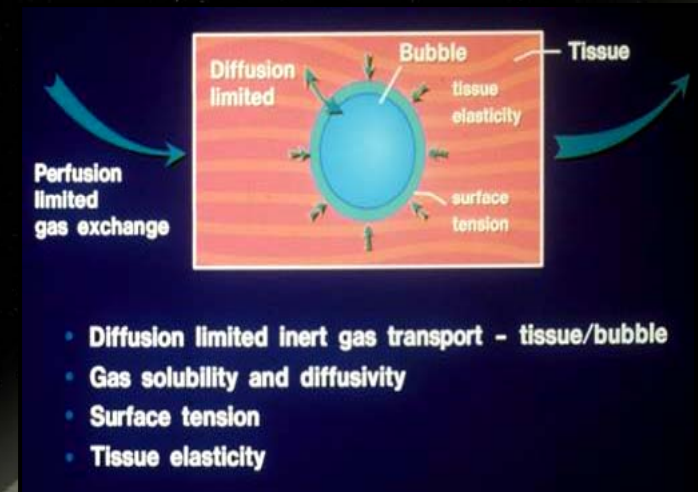 Bubble
Tissue
Diffusion
limited
tissue
elasticity
Perfusion
limited
gas exchange
surface
tension
• Diffusion limited inert gas transport - tissue/bubble
• Gas solubility and diffusivity
• Surface tension
• Tissue elasticity